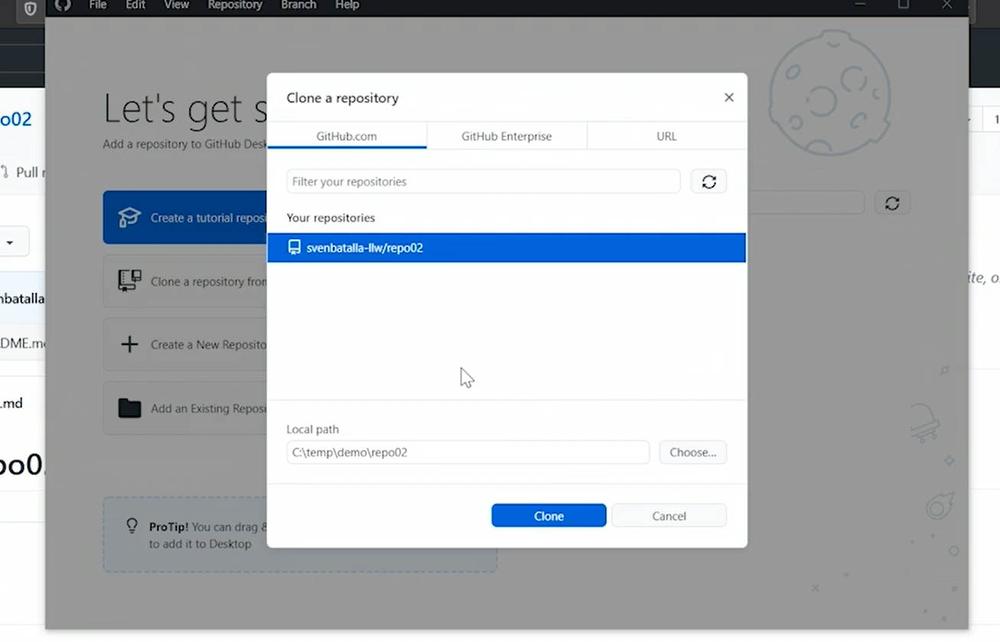 File Edit View Repository Branch Help
Let's get s
Add a repository to GitHub Desk
Clone a repository
GitHub.com GitHub Enterprise URL
Filter your repositories
Your repositories
svenbatalla-llw/repo02
Local path
C:\temp\demo\repo02 Choose...
Clone Cancel
Create a tutorial reposi
Clone a repository from
Create a New Reposito
Add an Existing Reposi
ProTip! You can drag &
to add it to Desktop
o02
Pull r
nbatalla
DME.m
.md
po0
1
ite, o